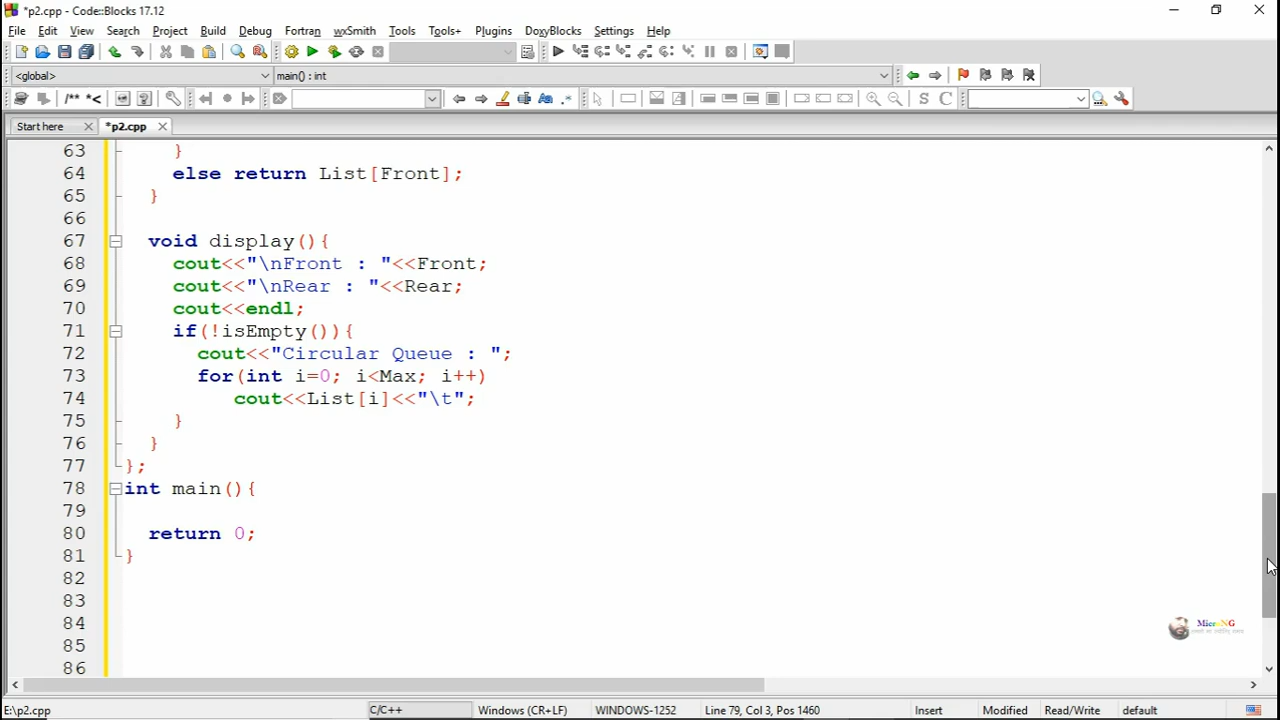 *p2.cpp - Code::Blocks 17.12
File Edit View Search Project Build Debug Fortran wxSmith Tools Tools+ Plugins DoxyBlocks Settings Help
<global> main() : int
/** *<
Aa .* S C
Start here *p2.cpp
63 }
64 else return List[Front];
65 }
66
67 void display(){
68 cout<<"\nFront : "<<Front;
69 cout<<"\nRear : "<<Rear;
70 cout<<endl;
71 if(!isEmpty()){
72 cout<<"Circular Queue : ";
73 for(int i=0; i<Max; i++)
74 cout<<List[i]<<"\t";
75 }
76 }
77 };
78 int main(){
79
80 return 0;
81 }
82
83
84
85
86
MicroNG
E:\p2.cpp C/C++ Windows (CR+LF) WINDOWS-1252 Line 79, Col 3, Pos 1460 Insert Modified Read/Write default